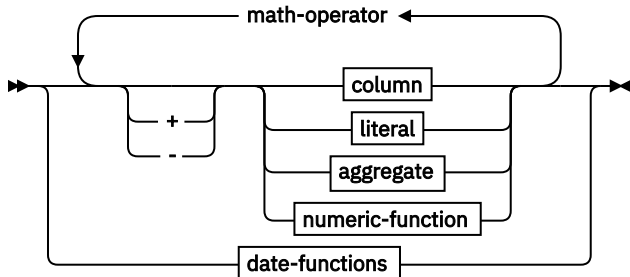 math-operator
column
+
literal
-
aggregate
numeric-function
date-functions